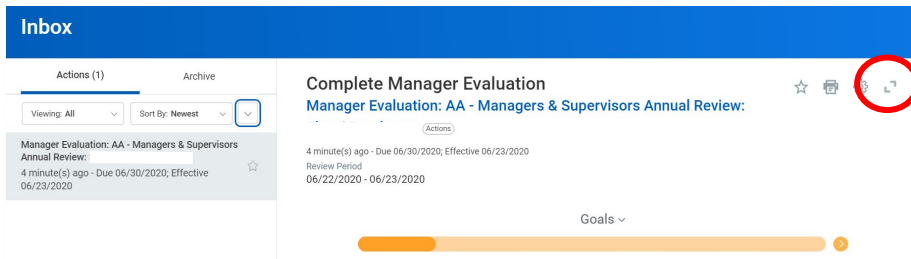 Inbox
Actions (1)
Archive
Viewing: All
Sort By: Newest
Manager Evaluation: AA - Managers & Supervisors
Annual Review:
4 minute(s) ago - Due 06/30/2020; Effective
06/23/2020
Complete Manager Evaluation
Manager Evaluation: AA - Managers & Supervisors Annual Review:
Actions
4 minute(s) ago - Due 06/30/2020; Effective 06/23/2020
Review Period
06/22/2020 - 06/23/2020
Goals